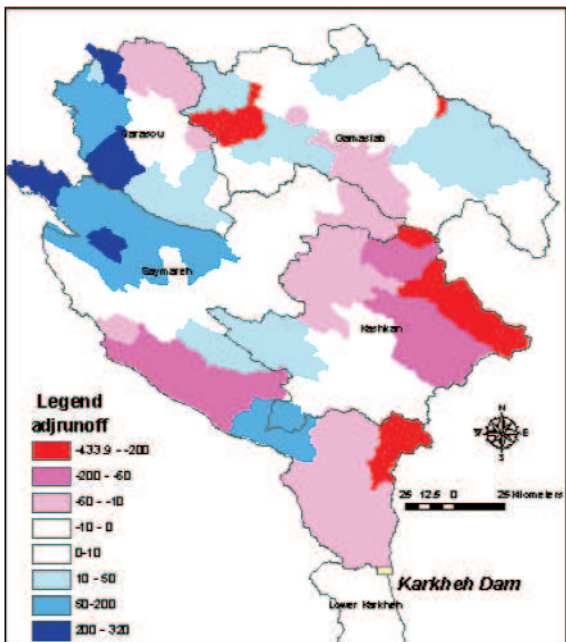 Qarasou
Gamasiab
Saymareh
Kashkan
Legend
adjrunoff
-433.9 - -200
-200 - -60
-60 - -10
-10 - 0
0-10
10 - 50
50-200
200 - 320
N
W E
S
25 12.5 0 25 Kilometers
Karkheh Dam
Lower Karkheh